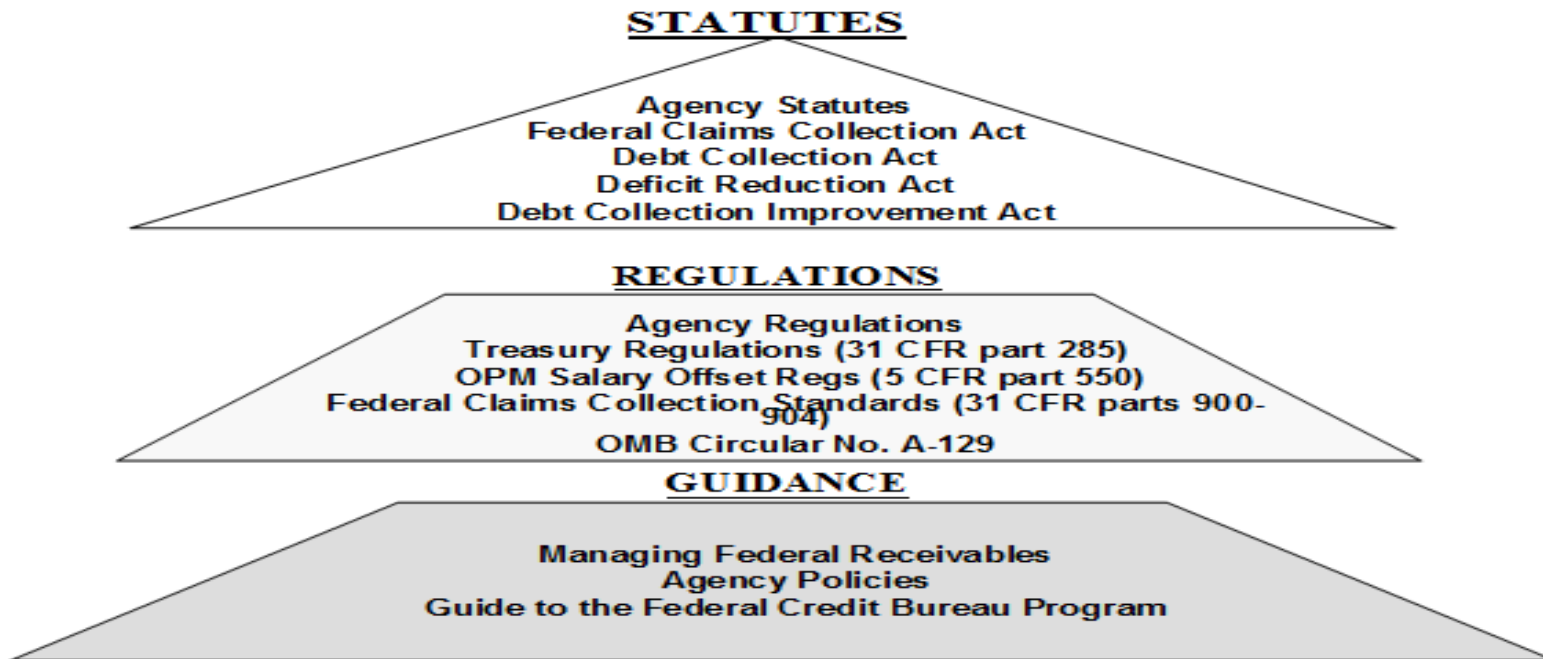 STATUTES
Agency Statutes
Federal Claims Collection Act
Debt Collection Act
Deficit Reduction Act
Debt Collection Improvement Act
REGULATIONS
Agency Regulations
Treasury Regulations (31 CFR part 285)
OPM Salary Offset Regs (5 CFR part 550)
Federal Claims Collection Standards (31 CFR parts 900-
904)
OMB Circular No. A-129
GUIDANCE
Managing Federal Receivables
Agency Policies
Guide to the Federal Credit Bureau Program